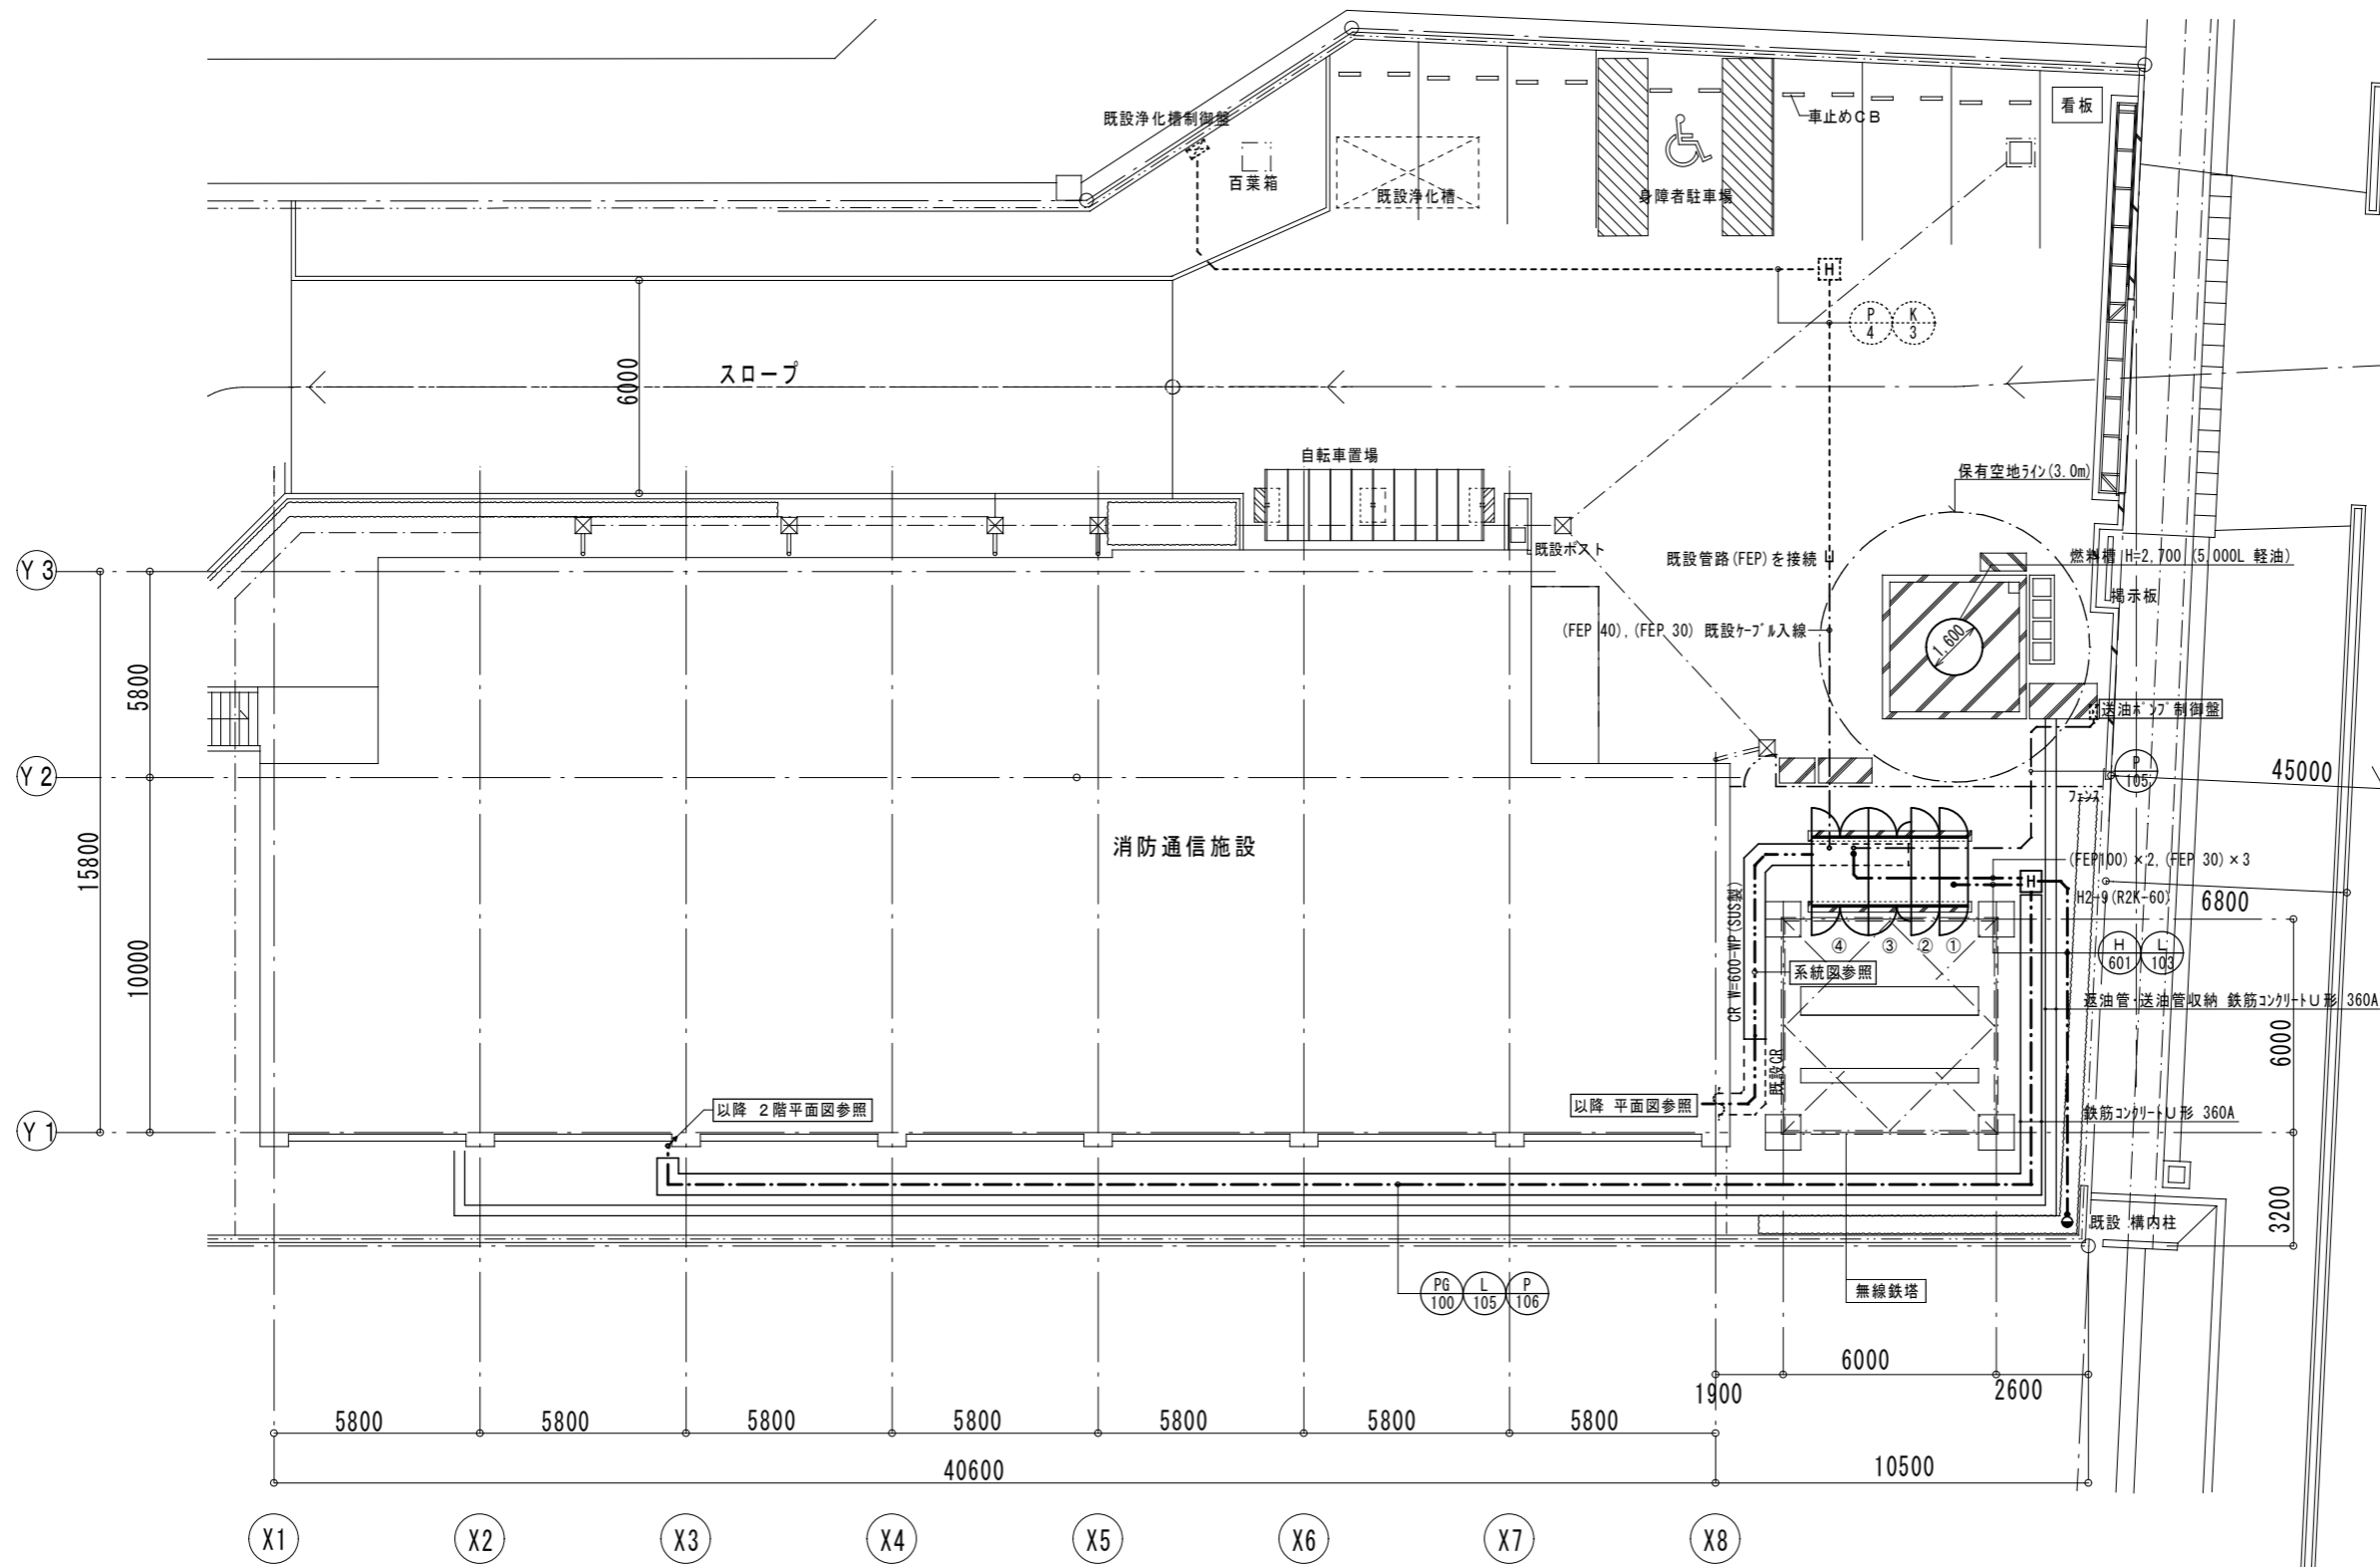 看板
既設浄化槽制御盤
車止めCB
百葉箱
既設浄化槽
身障者駐車場
H
P
4
K
3
スロープ
6000
自転車置場
保有空地ライン(3.0m)
既設ポスト
既設管路(FEP)を接続
燃料槽 H=2,700 (5,000L 軽油)
Y3
掲示板
(FEP 40), (FEP 30) 既設ケーブル入線
1,600
5800
送油ポンプ制御盤
Y2
P
105
45000
フェンス
消防通信施設
15800
(FEP100)×2, (FEP 30)×3
H
H2-9(R2K-60)
6800
CR W=600-WP(SUS製)
④
③
②
①
H
601
L
103
10000
系統図参照
返油管・送油管収納 鉄筋コンクリートU形 360A
6000
既設CR
以降 2階平面図参照
以降 平面図参照
鉄筋コンクリートU形 360A
Y1
3200
既設 構内柱
PG
100
L
105
P
106
無線鉄塔
6000
1900
2600
5800
5800
5800
5800
5800
5800
5800
40600
10500
X1
X2
X3
X4
X5
X6
X7
X8